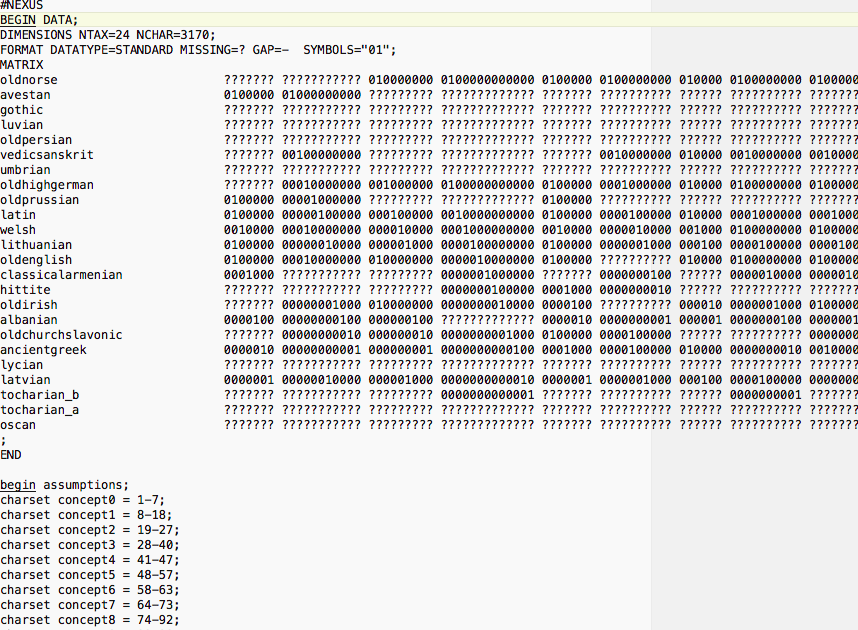 #NEXUS
BEGIN DATA;
DIMENSIONS NTAX=24 NCHAR=3170;
FORMAT DATATYPE=STANDARD MISSING=? GAP=-  SYMBOLS="01";
MATRIX
oldnorse ??????? ??????????? 010000000 0100000000000 0100000 0100000000 010000 0100000000 0100000
avestan 0100000 01000000000 ????????? ????????????? ??????? ?????????? ?????? ?????????? ???????
gothic ??????? ??????????? ????????? ????????????? ??????? ?????????? ?????? ?????????? ???????
luvian ??????? ??????????? ????????? ????????????? ??????? ?????????? ?????? ?????????? ???????
oldpersian ??????? ??????????? ????????? ????????????? ??????? ?????????? ?????? ?????????? ???????
vedicsanskrit ??????? 00100000000 ????????? ????????????? ??????? 0010000000 010000 0010000000 0010000
umbrian ??????? ??????????? ????????? ????????????? ??????? ?????????? ?????? ?????????? ???????
oldhighgerman ??????? 00010000000 001000000 0100000000000 0100000 0001000000 010000 0100000000 0100000
oldprussian 0100000 00001000000 ????????? ????????????? 0100000 ?????????? ?????? ?????????? ???????
latin 0100000 00000100000 000100000 0010000000000 0100000 0000100000 010000 0001000000 0001000
welsh 0010000 00010000000 000010000 0001000000000 0010000 0000010000 001000 0100000000 0100000
lithuanian 0100000 00000010000 000001000 0000100000000 0100000 0000001000 000100 0000100000 0000100
oldenglish 0100000 00010000000 010000000 0000010000000 0100000 ?????????? 010000 0100000000 0100000
classicalarmenian 0001000 ??????????? ????????? 0000001000000 ??????? 0000000100 ?????? 0000010000 0000010
hittite ??????? ??????????? ????????? 0000000100000 0001000 0000000010 ?????? ?????????? ???????
oldirish ??????? 00000001000 010000000 0000000010000 0000100 ?????????? 000010 0000001000 0100000
albanian 0000100 00000000100 000000100 ????????????? 0000010 0000000001 000001 0000000100 0000001
oldchurchslavonic ??????? 00000000010 000000010 0000000001000 0100000 0000100000 ?????? ?????????? 0000000
ancientgreek 0000010 00000000001 000000001 0000000000100 0001000 0000100000 010000 0000000010 0010000
lycian ??????? ??????????? ????????? ????????????? ??????? ?????????? ?????? ?????????? ???????
latvian 0000001 00000010000 000001000 0000000000010 0000001 0000001000 000100 0000100000 0000000
tocharian_b ??????? ??????????? ????????? 0000000000001 ??????? ?????????? ?????? 0000000001 ???????
tocharian_a ??????? ??????????? ????????? ????????????? ??????? ?????????? ?????? ?????????? ???????
oscan ??????? ??????????? ????????? ????????????? ??????? ?????????? ?????? ?????????? ???????
;
END
begin assumptions;
charset concept0 = 1-7;
charset concept1 = 8-18;
charset concept2 = 19-27;
charset concept3 = 28-40;
charset concept4 = 41-47;
charset concept5 = 48-57;
charset concept6 = 58-63;
charset concept7 = 64-73;
charset concept8 = 74-92;